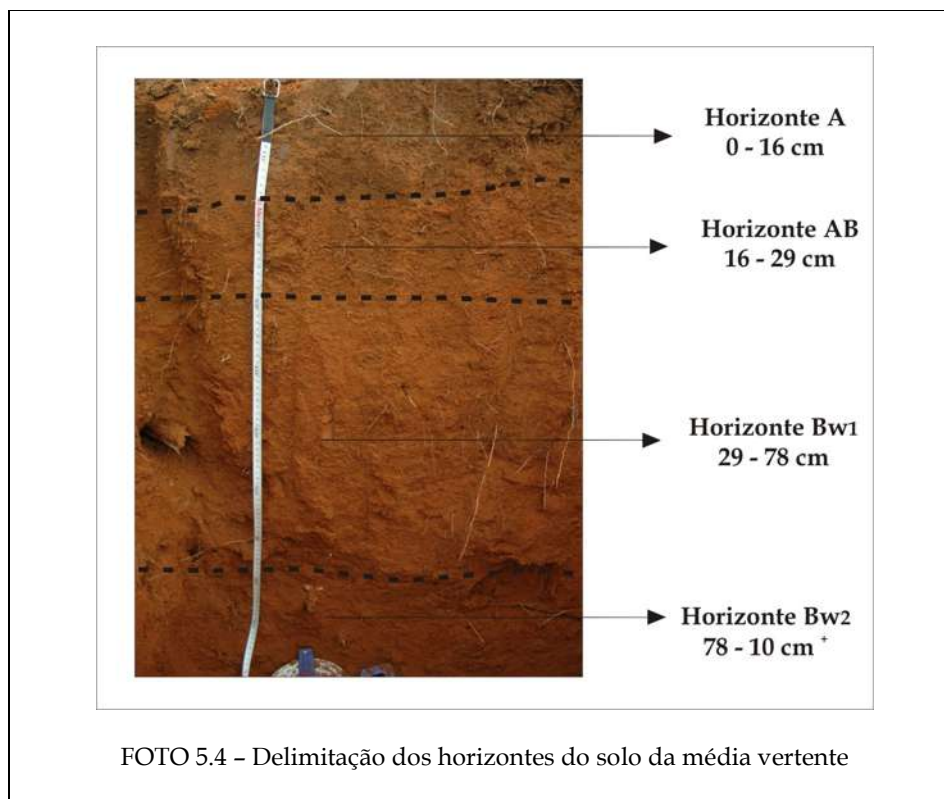 Horizonte A
0 - 16 cm
Horizonte AB
16 - 29 cm
Horizonte Bw1
29 - 78 cm
Horizonte Bw2
78 - 10 cm +
FOTO 5.4 – Delimitação dos horizontes do solo da média vertente